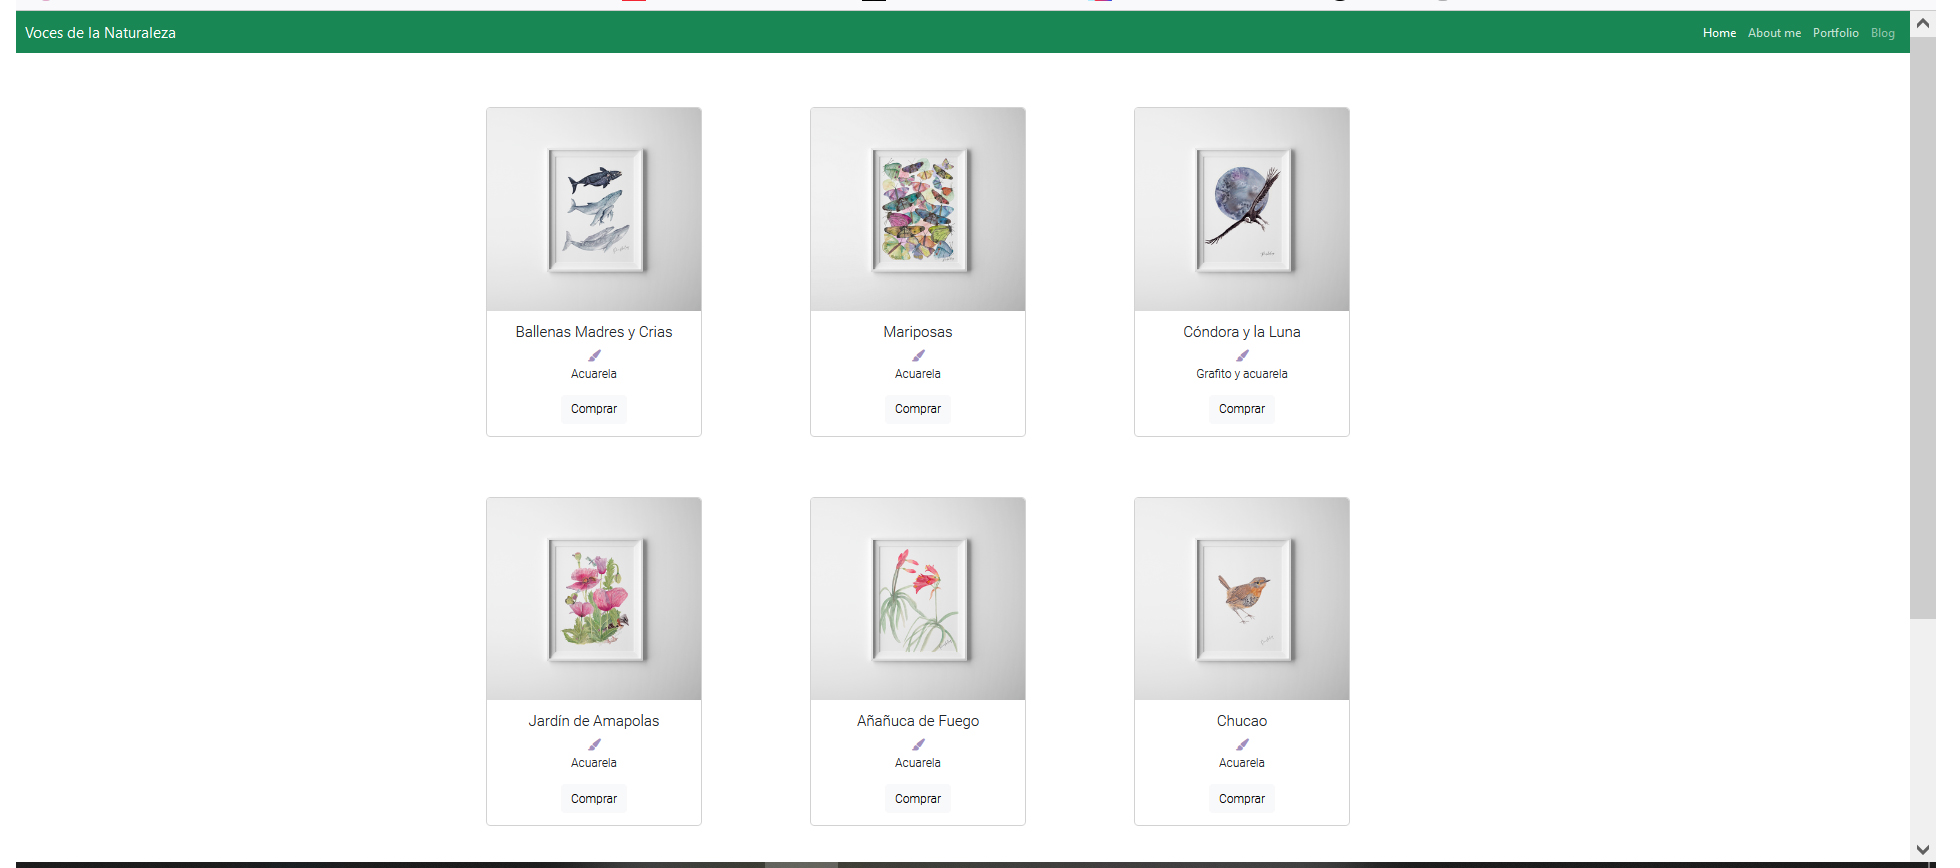 Voces de la Naturaleza
Home About me Portfolio Blog
Ballenas Madres y Crias
Acuarela
Comprar
Mariposas
Acuarela
Comprar
Cóndora y la Luna
Grafito y acuarela
Comprar
Jardín de Amapolas
Acuarela
Comprar
Añañuca de Fuego
Acuarela
Comprar
Chucao
Acuarela
Comprar